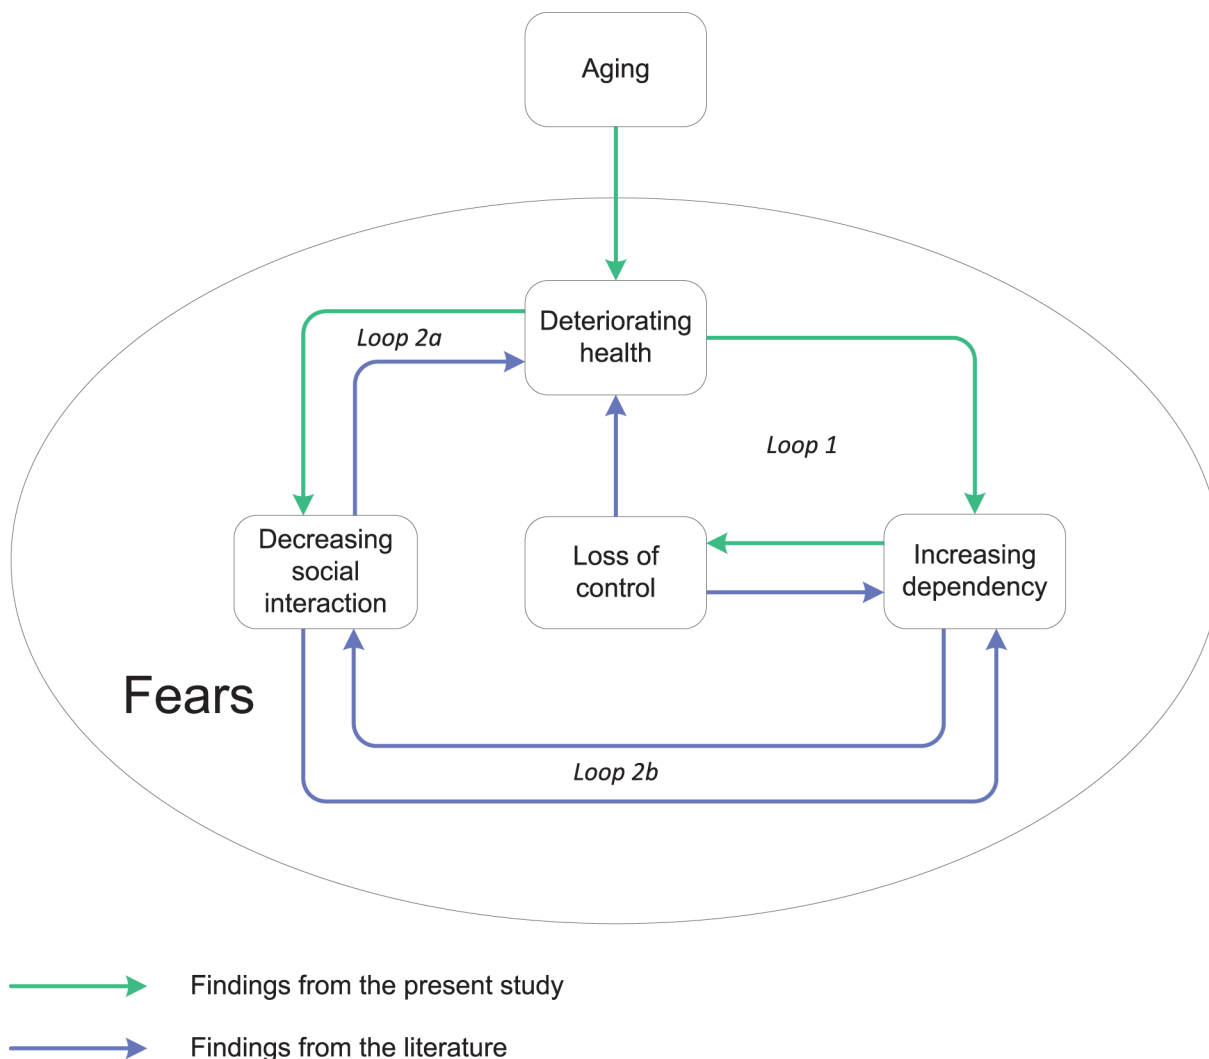 Aging
Deteriorating
health
Loop 2a
Loop 1
Decreasing
social
interaction
Loss of
control
Increasing
dependency
Fears
Loop 2b
Findings from the present study
Findings from the literature